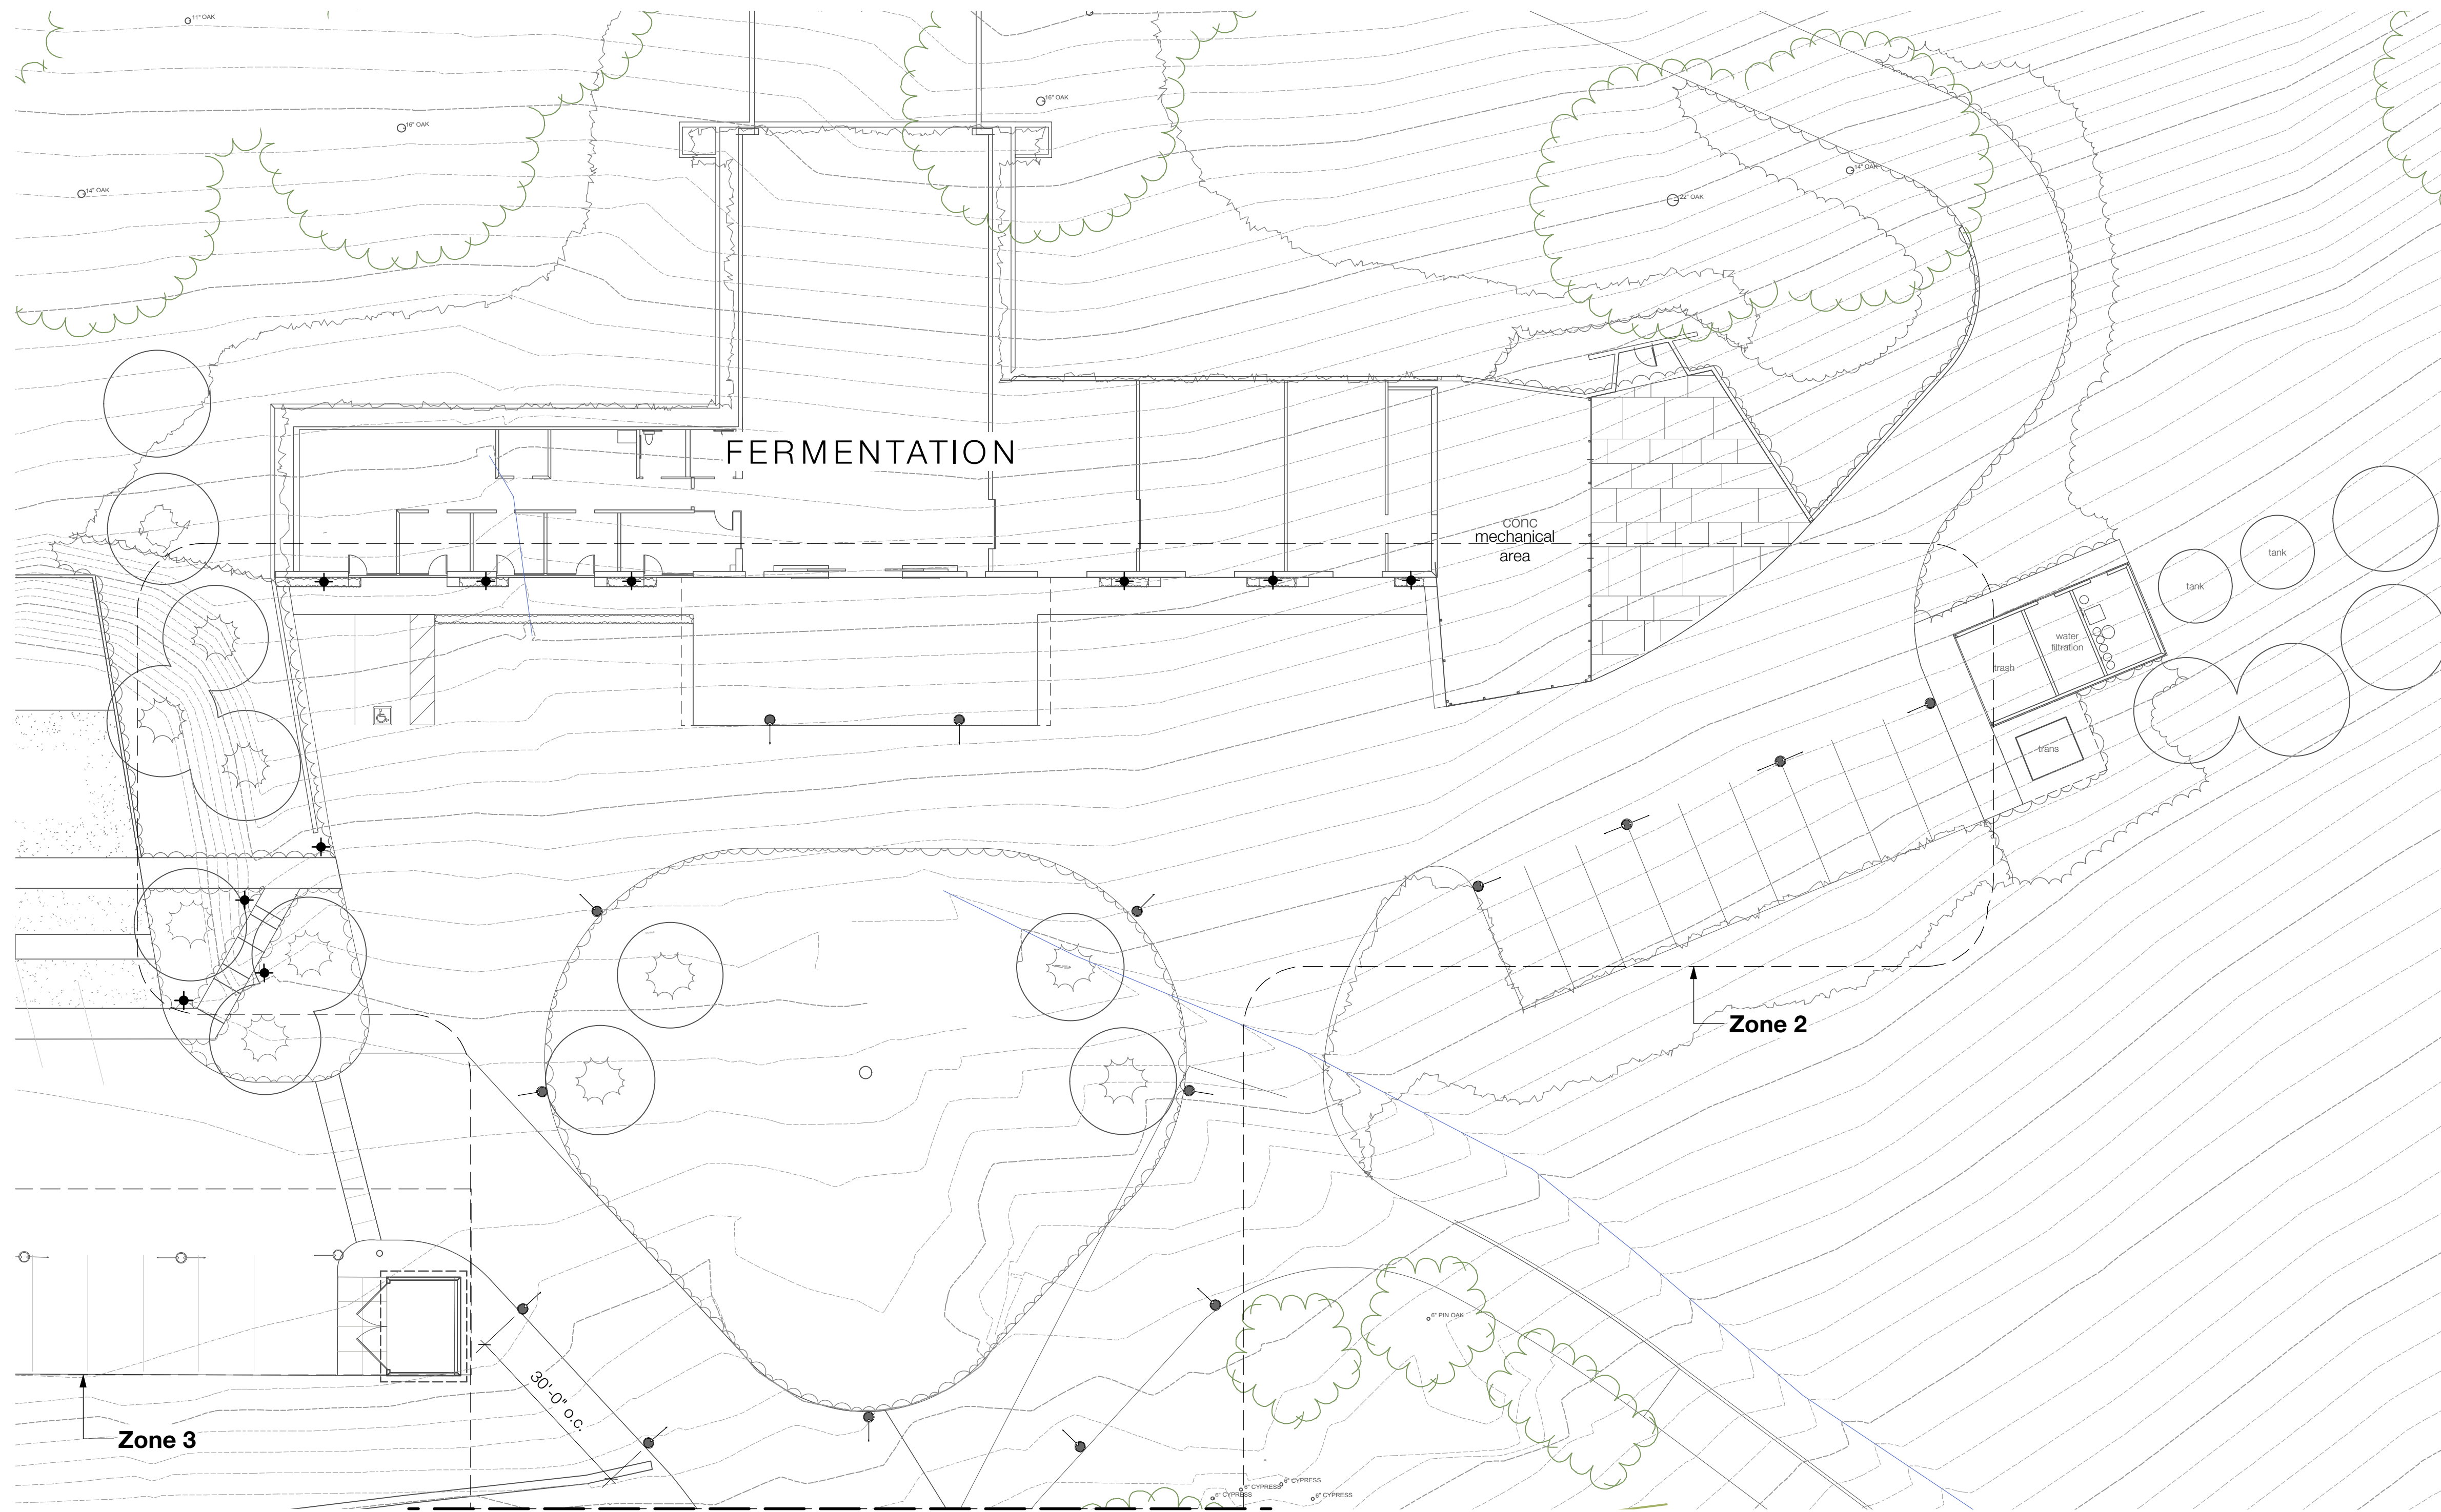 11" OAK
16" OAK
16" OAK
14" OAK
14" OAK
22" OAK
FERMENTATION
conc
mechanical
area
tank
tank
water
filtration
trash
trans
Zone 2
6" PIN OAK
30'-0" o.c.
Zone 3
6" CYPRESS
6" CYPRESS
6" CYPRESS
6" CYPRESS